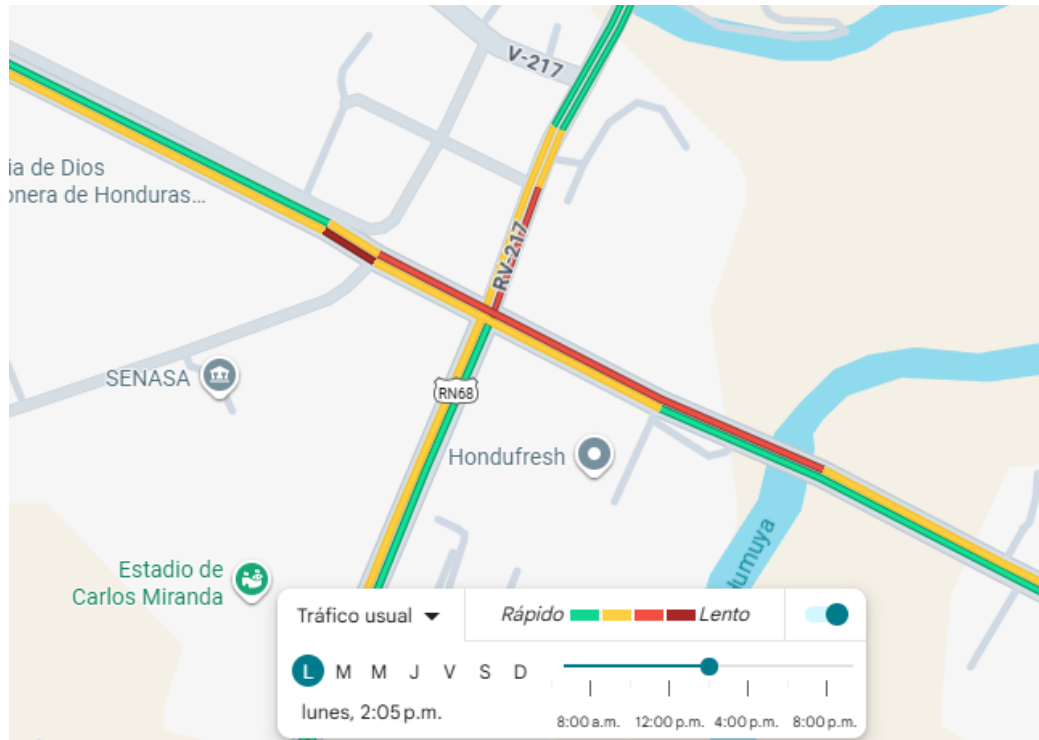 V-217
ia de Dios
onera de Honduras...
RV-217
SENASA
RN68
Hondufresh
Humuya
Estadio de
Carlos Miranda
Tráfico usual
Rápido
Lento
L M M J V S D
lunes, 2:05 p.m.
8:00 a.m. 12:00 p.m. 4:00 p.m. 8:00 p.m.